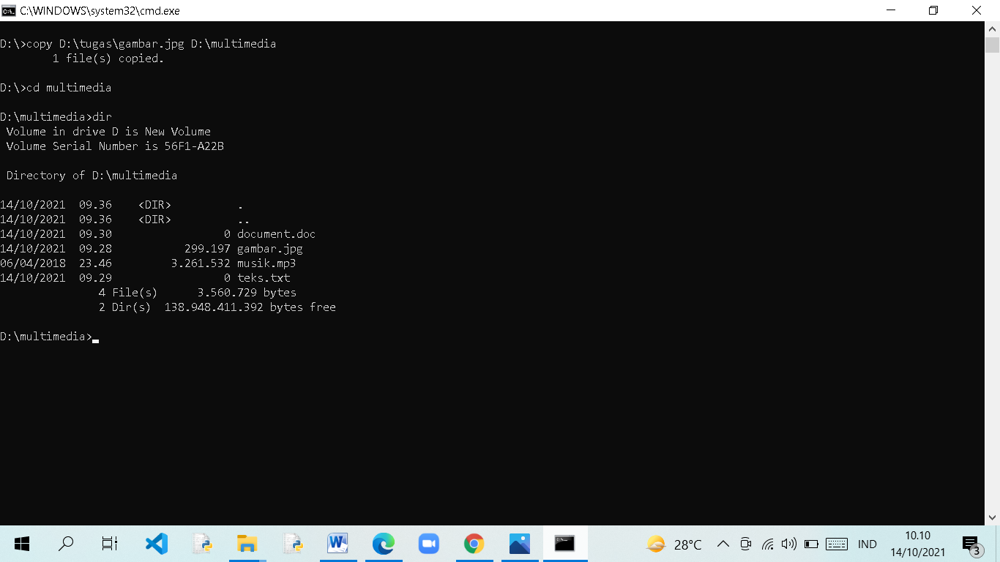 C:\WINDOWS\system32\cmd.exe
D:\>copy D:\tugas\gambar.jpg D:\multimedia
        1 file(s) copied.
D:\>cd multimedia
D:\multimedia>dir
 Volume in drive D is New Volume
 Volume Serial Number is 56F1-A22B
 Directory of D:\multimedia
14/10/2021  09.36    <DIR>          .
14/10/2021  09.36    <DIR>          ..
14/10/2021  09.30                 0 document.doc
14/10/2021  09.28           299.197 gambar.jpg
06/04/2018  23.46         3.261.532 musik.mp3
14/10/2021  09.29                 0 teks.txt
               4 File(s)      3.560.729 bytes
               2 Dir(s)  138.948.411.392 bytes free
D:\multimedia>
28°C IND 10.10
14/10/2021 3